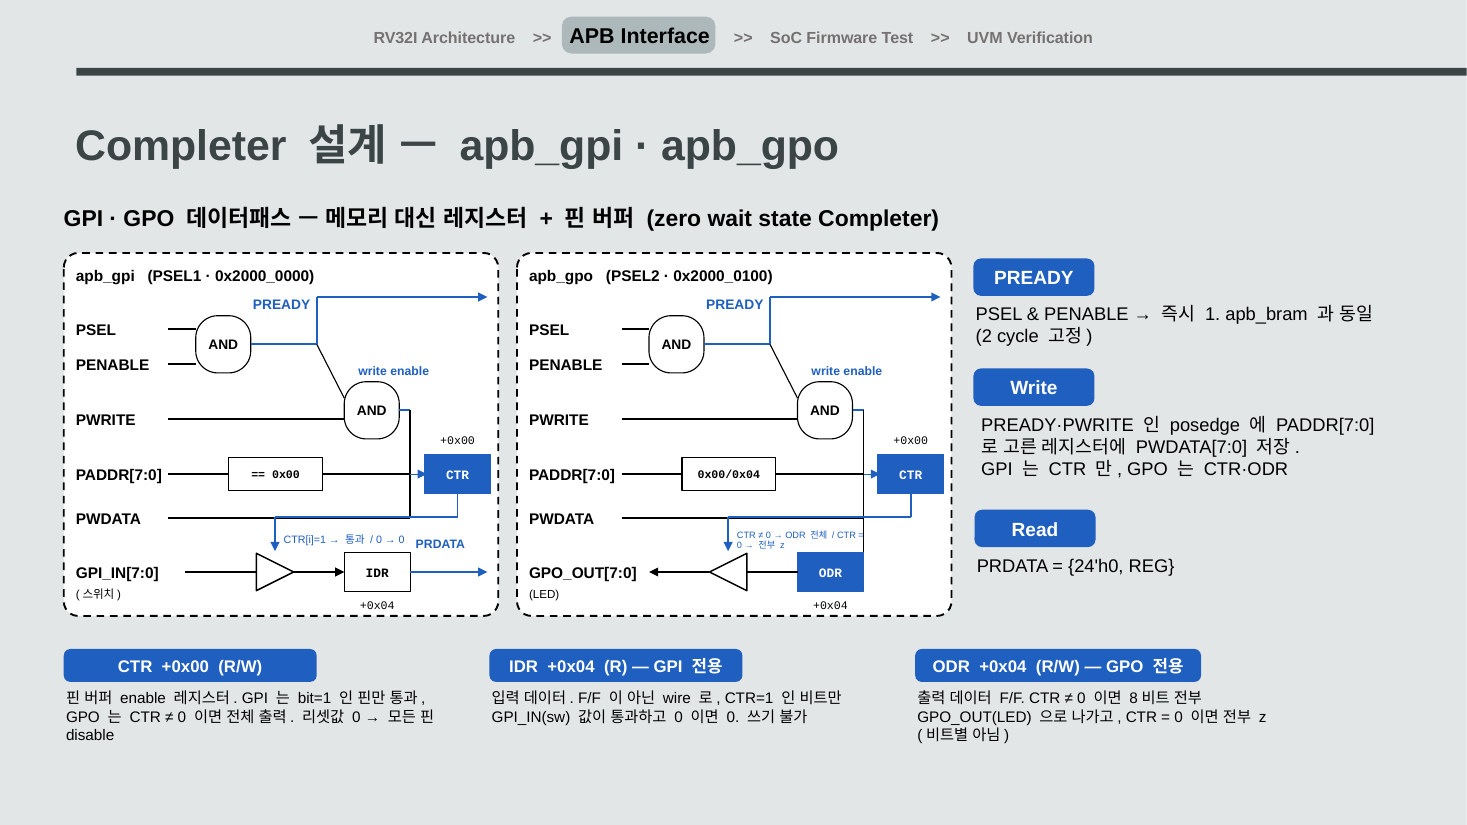 RV32I Architecture >> APB Interface >> SoC Firmware Test >> UVM Verification
Completer 설계 — apb_gpi · apb_gpo
GPI · GPO 데이터패스 — 메모리 대신 레지스터 + 핀 버퍼 (zero wait state Completer)
apb_gpi (PSEL1 · 0x2000_0000)
PREADY
PSEL
AND
PENABLE
write enable
AND
PWRITE
+0x00
PADDR[7:0]
== 0x00
CTR
PWDATA
CTR[i]=1 → 통과 / 0 → 0
PRDATA
GPI_IN[7:0]
IDR
( 스위치 )
+0x04
apb_gpo (PSEL2 · 0x2000_0100)
PREADY
PSEL
AND
PENABLE
write enable
AND
PWRITE
+0x00
PADDR[7:0]
0x00/0x04
CTR
PWDATA
CTR ≠ 0 → ODR 전체 / CTR =
0 → 전부 z
GPO_OUT[7:0]
ODR
(LED)
+0x04
PREADY
PSEL & PENABLE → 즉시 1. apb_bram 과 동일
(2 cycle 고정 )
Write
PREADY·PWRITE 인 posedge 에 PADDR[7:0]
로 고른 레지스터에 PWDATA[7:0] 저장 .
GPI 는 CTR 만 , GPO 는 CTR·ODR
Read
PRDATA = {24'h0, REG}
CTR +0x00 (R/W)
핀 버퍼 enable 레지스터 . GPI 는 bit=1 인 핀만 통과 ,
GPO 는 CTR ≠ 0 이면 전체 출력 . 리셋값 0 → 모든 핀
disable
IDR +0x04 (R) — GPI 전용
입력 데이터 . F/F 이 아닌 wire 로 , CTR=1 인 비트만
GPI_IN(sw) 값이 통과하고 0 이면 0. 쓰기 불가
ODR +0x04 (R/W) — GPO 전용
출력 데이터 F/F. CTR ≠ 0 이면 8 비트 전부
GPO_OUT(LED) 으로 나가고 , CTR = 0 이면 전부 z
( 비트별 아님 )